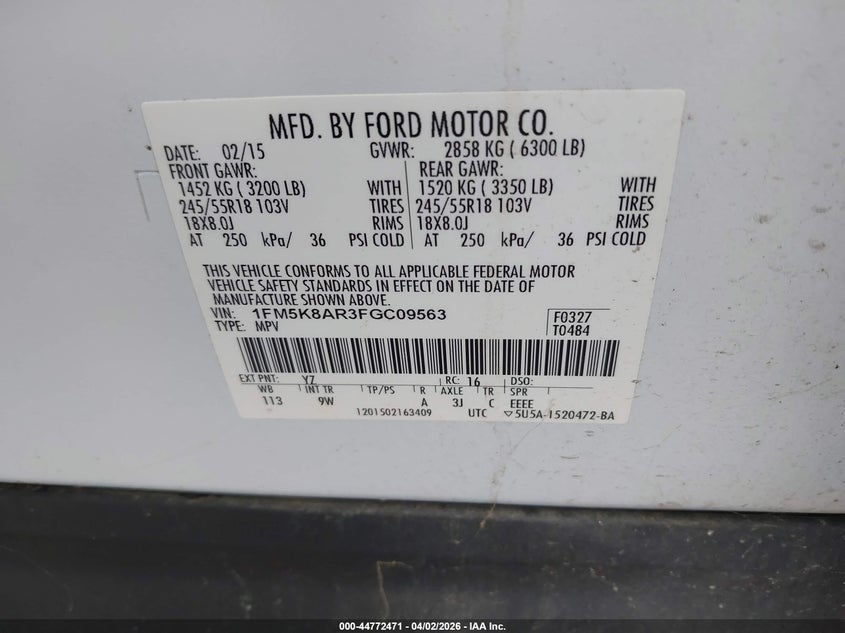 MFD. BY FORD MOTOR CO.
DATE: 02/15 GVWR: 2858 KG ( 6300 LB)
FRONT GAWR: REAR GAWR:
1452 KG ( 3200 LB) WITH 1520 KG ( 3350 LB) WITH
245/55R18 103V TIRES 245/55R18 103V TIRES
18X8.0J RIMS 18X8.0J RIMS
AT 250 kPa/ 36 PSI COLD AT 250 kPa/ 36 PSI COLD
THIS VEHICLE CONFORMS TO ALL APPLICABLE FEDERAL MOTOR
VEHICLE SAFETY STANDARDS IN EFFECT ON THE DATE OF
MANUFACTURE SHOWN ABOVE.
VIN: 1FM5K8AR3FGC09563 F0327
TYPE: MPV T0484
EXT PNT: YZ RC: 16 DSO:
WB INT TR TP/PS R AXLE TR SPR
113 9W A 3J C EEEE
1201502163409 UTC ▽5U5A-1520472-BA
000-44772471 - 04/02/2026 - IAA Inc.